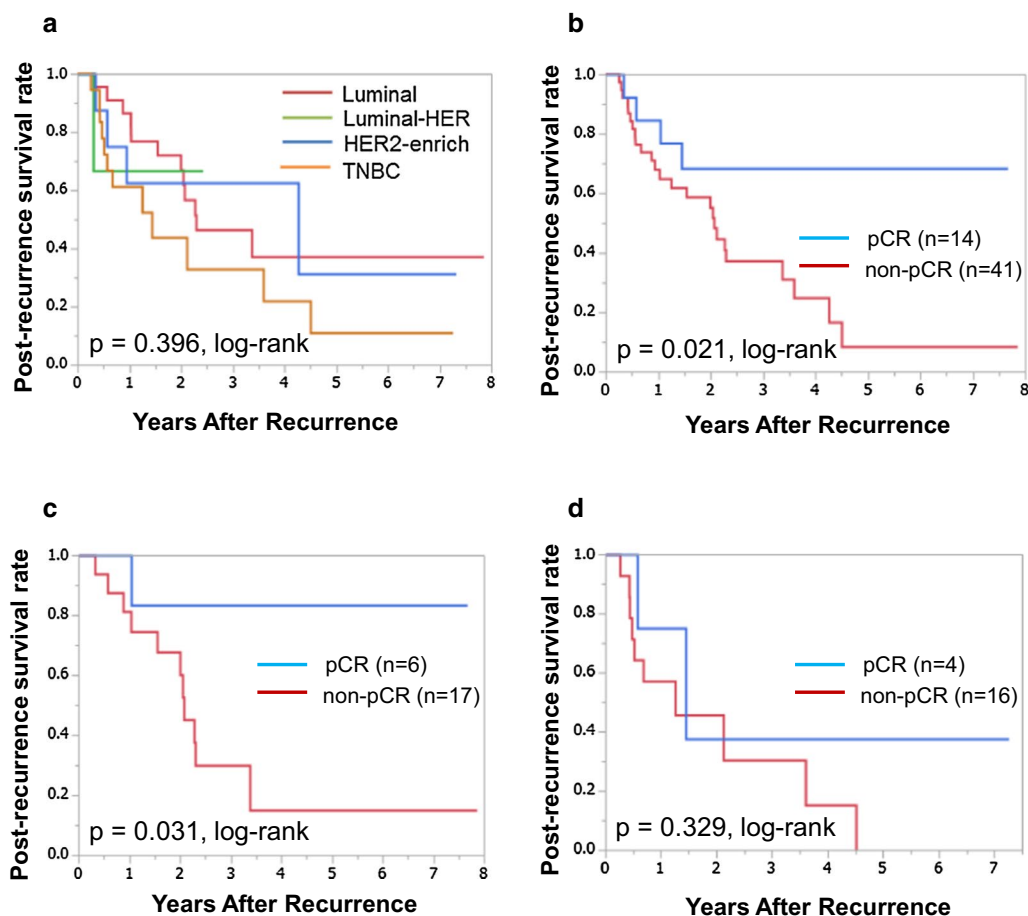 a
Post-recurrence survival rate
1.0
0.8
0.6
0.4
0.2
0.0
Luminal
Luminal-HER
HER2-enrich
TNBC
p = 0.396, log-rank
0 1 2 3 4 5 6 7 8
Years After Recurrence
b
Post-recurrence survival rate
1.0
0.8
0.6
0.4
0.2
0.0
pCR (n=14)
non-pCR (n=41)
p = 0.021, log-rank
0 1 2 3 4 5 6 7 8
Years After Recurrence
c
Post-recurrence survival rate
1.0
0.8
0.6
0.4
0.2
0.0
pCR (n=6)
non-pCR (n=17)
p = 0.031, log-rank
0 1 2 3 4 5 6 7 8
Years After Recurrence
d
Post-recurrence survival rate
1.0
0.8
0.6
0.4
0.2
0.0
pCR (n=4)
non-pCR (n=16)
p = 0.329, log-rank
0 1 2 3 4 5 6 7
Years After Recurrence